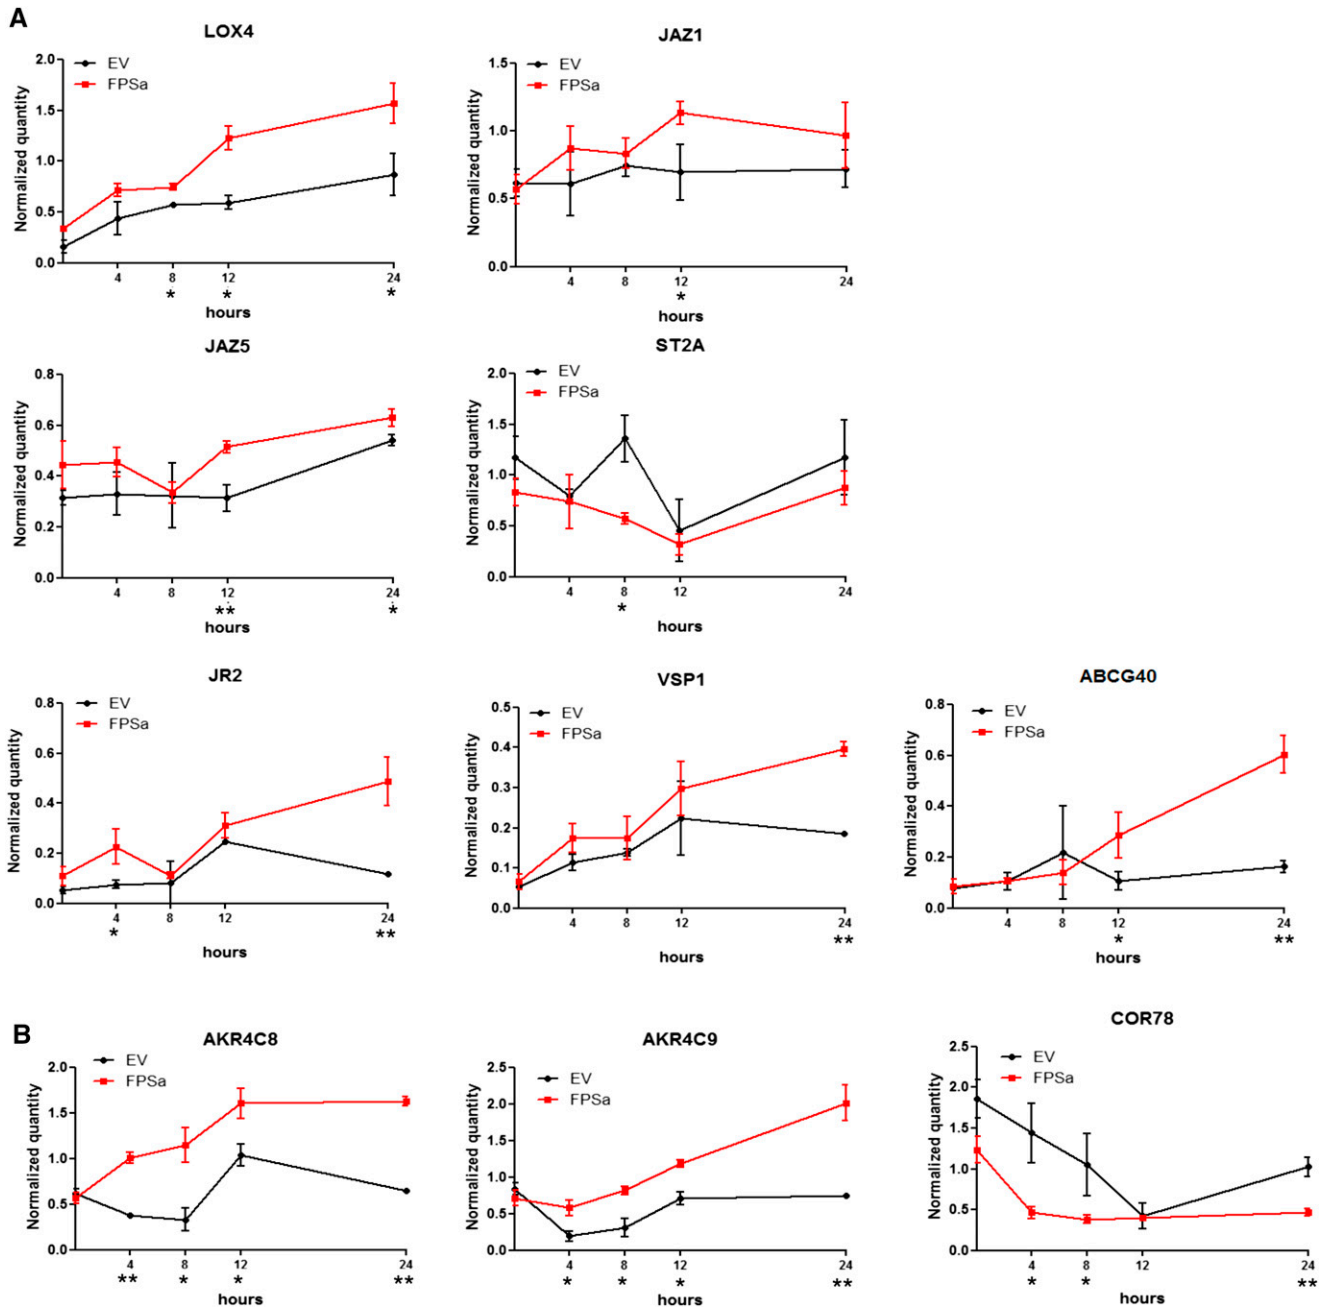 A
LOX4
EV
FPSa
Normalized quantity
2.0
1.5
1.0
0.5
0.0
4 8 12 24
* * *
hours
JAZ1
EV
FPSa
Normalized quantity
1.5
1.0
0.5
0.0
4 8 12 24
*
hours
JAZ5
EV
FPSa
Normalized quantity
0.8
0.6
0.4
0.2
0.0
4 8 12 24
** *
hours
ST2A
EV
FPSa
Normalized quantity
2.0
1.5
1.0
0.5
0.0
4 8 12 24
*
hours
JR2
EV
FPSa
Normalized quantity
0.8
0.6
0.4
0.2
0.0
4 8 12 24
* **
hours
VSP1
EV
FPSa
Normalized quantity
0.5
0.4
0.3
0.2
0.1
0.0
4 8 12 24
**
hours
ABCG40
EV
FPSa
Normalized quantity
0.8
0.6
0.4
0.2
0.0
4 8 12 24
* **
hours
B
AKR4C8
EV
FPSa
Normalized quantity
2.0
1.5
1.0
0.5
0.0
4 8 12 24
** * * **
hours
AKR4C9
EV
FPSa
Normalized quantity
2.5
2.0
1.5
1.0
0.5
0.0
4 8 12 24
* * * **
hours
COR78
EV
FPSa
Normalized quantity
2.5
2.0
1.5
1.0
0.5
0.0
4 8 12 24
* * **
hours